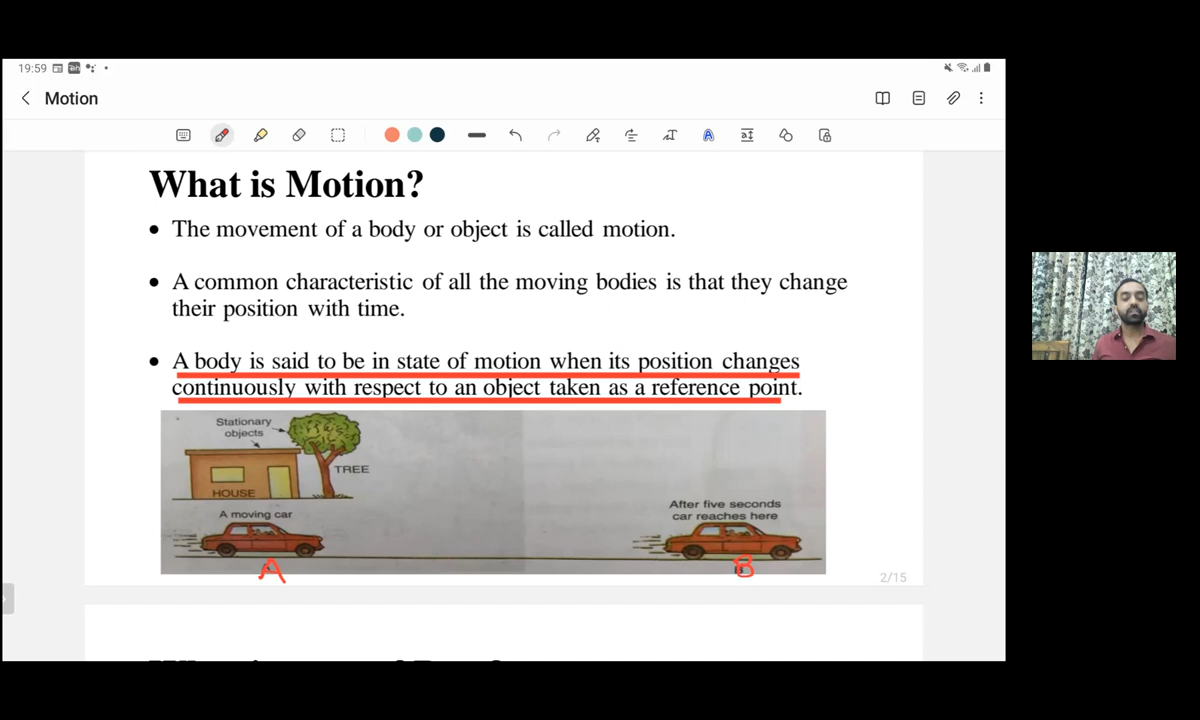 19:59
Motion
What is Motion?
• The movement of a body or object is called motion.
• A common characteristic of all the moving bodies is that they change
their position with time.
• A body is said to be in state of motion when its position changes
continuously with respect to an object taken as a reference point.
Stationary
objects
TREE
HOUSE
A moving car
After five seconds
car reaches here
A
B
2/15